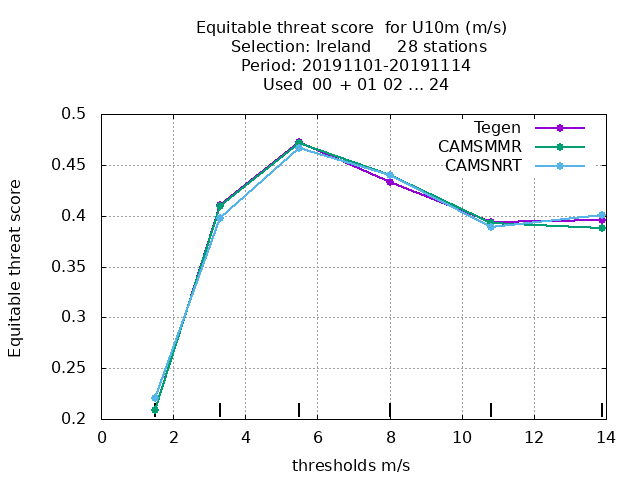 Equitable threat score  for U10m (m/s)
Selection: Ireland     28 stations
Period: 20191101-20191114
Used  00 + 01 02 ... 24
Tegen
CAMSMMR
CAMSNRT
Equitable threat score
0.5
0.45
0.4
0.35
0.3
0.25
0.2
0 2 4 6 8 10 12 14
thresholds m/s